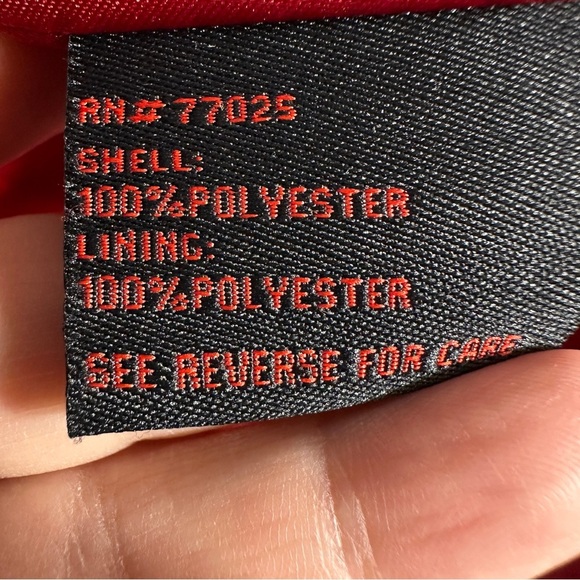 RN# 77025
SHELL:
100%POLYESTER
LINING:
100%POLYESTER
SEE REVERSE FOR CARE